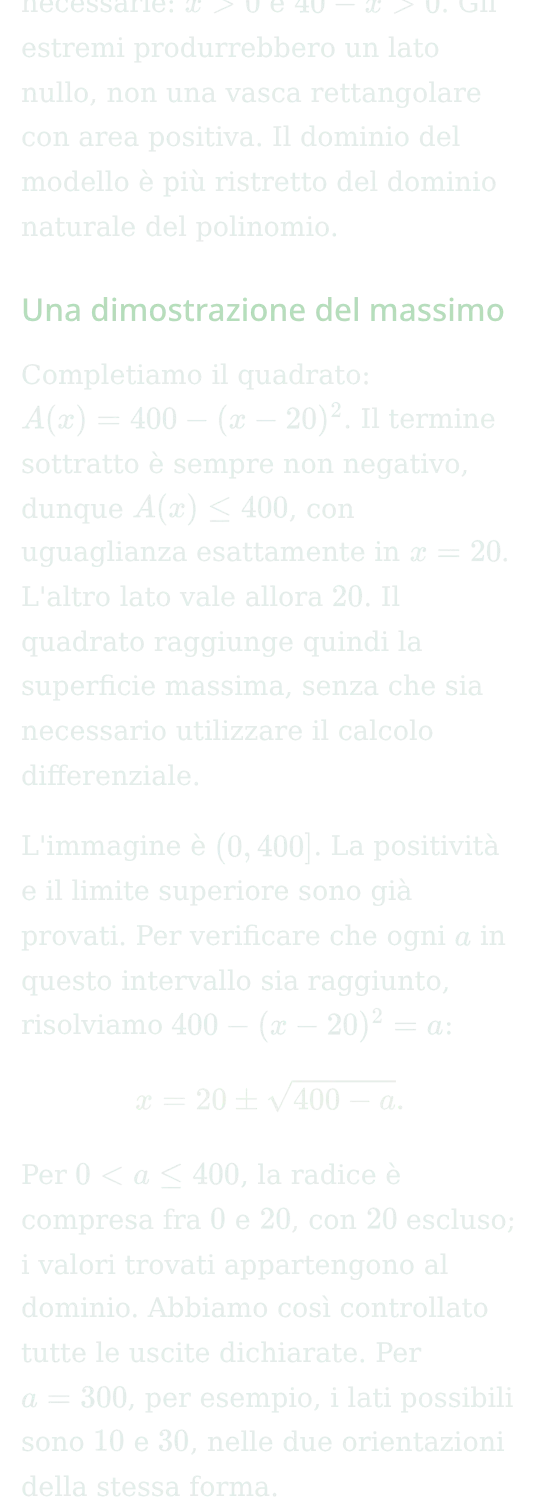 necessarie: x > 0 e 40 − x > 0. Gli
estremi produrrebbero un lato
nullo, non una vasca rettangolare
con area positiva. Il dominio del
modello è più ristretto del dominio
naturale del polinomio.
Una dimostrazione del massimo
Completiamo il quadrato:
A(x) = 400 − (x − 20)². Il termine
sottratto è sempre non negativo,
dunque A(x) ≤ 400, con
uguaglianza esattamente in x = 20.
L'altro lato vale allora 20. Il
quadrato raggiunge quindi la
superficie massima, senza che sia
necessario utilizzare il calcolo
differenziale.
L'immagine è (0, 400]. La positività
e il limite superiore sono già
provati. Per verificare che ogni a in
questo intervallo sia raggiunto,
risolviamo 400 − (x − 20)² = a:
x = 20 ± √(400 − a).
Per 0 < a ≤ 400, la radice è
compresa fra 0 e 20, con 20 escluso;
i valori trovati appartengono al
dominio. Abbiamo così controllato
tutte le uscite dichiarate. Per
a = 300, per esempio, i lati possibili
sono 10 e 30, nelle due orientazioni
della stessa forma.